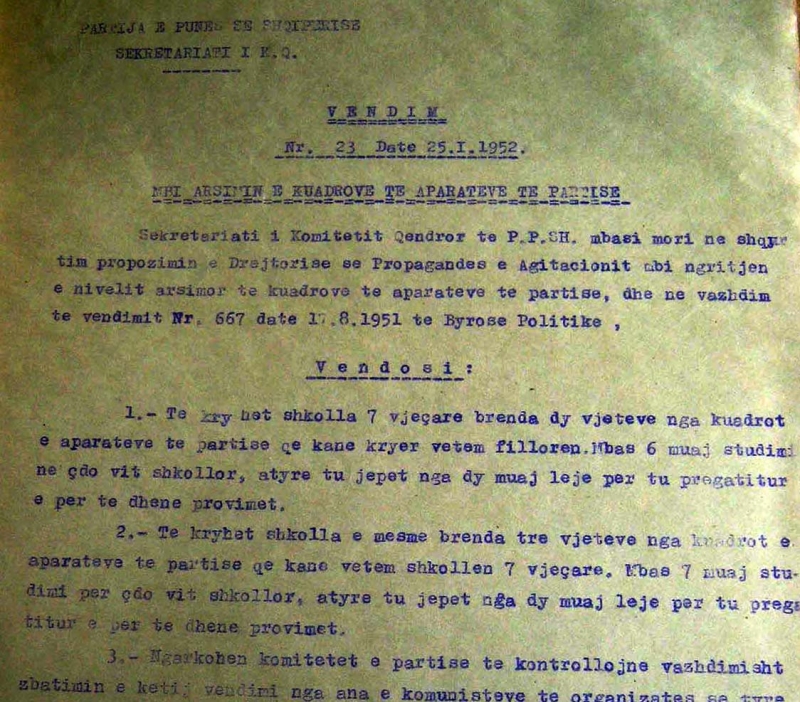 PARTIJA E PUNES SE SHQIPERISE
SEKRETARIATI I K.Q.
V E N D I M
Nr. 23 Date 25.I.1952.
MBI ARSIMIN E KUADROVE TE APARATEVE TE PARTISE
Sekretariati i Komitetit Qendror te P.P.SH. mbasi mori ne shqyr
tim propozimin e Drejtorise se Propagandes e Agitacionit mbi ngritjen
e nivelit arsimor te kuadrove te aparateve te partise, dhe ne vazhdim
te vendimit Nr. 667 date 17.8.1951 te Byrose Politike ,
V e n d o s i :
1.- Te kryhet shkolla 7 vjeçare brenda dy vjeteve nga kuadrot
e aparateve te partise qe kane kryer vetem filloren.Mbas 6 muaj studimi
ne çdo vit shkollor, atyre tu jepet nga dy muaj leje per tu pregatitur
e per te dhene provimet.
2.- Te kryhet shkolla e mesme brenda tre vjeteve nga kuadrot e
aparateve te partise qe kane vetem shkollen 7 vjeçare. Mbas 7 muaj stu-
dimi per çdo vit shkollor, atyre tu jepet nga dy muaj leje per tu prega
titur e per te dhene provimet.
3.- Ngarkohen komitetet e partise te kontrollojne vazhdimisht
zbatimin e ketij vendimi nga ana e komunisteve te organizates se tyre